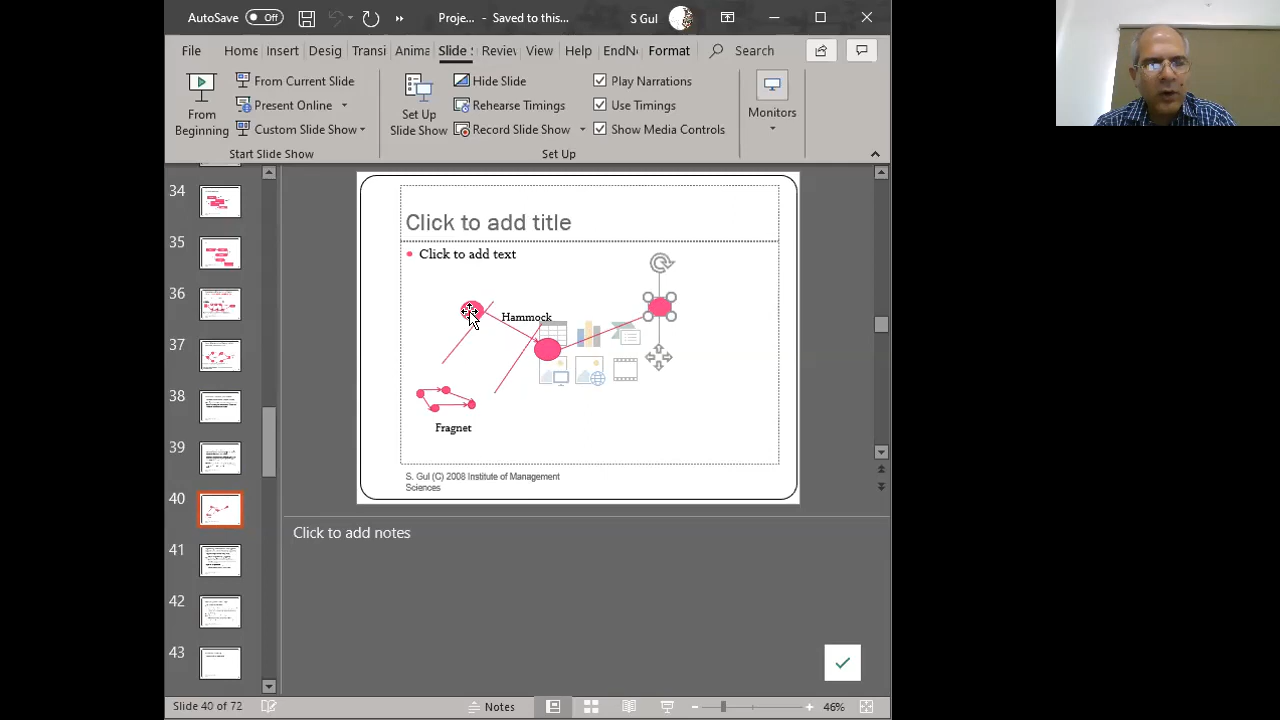 AutoSave Off Proje... - Saved to this... S Gul
File Home Insert Desig Transi Anima Slide S Review View Help EndN Format Search
From Beginning
From Current Slide
Present Online
Custom Slide Show
Start Slide Show
Set Up Slide Show
Hide Slide
Rehearse Timings
Record Slide Show
Play Narrations
Use Timings
Show Media Controls
Set Up
Monitors
34
35
36
37
38
39
40
41
42
43
Click to add title
Click to add text
Hammock
Fragnet
S. Gul (C) 2008 Institute of Management
Sciences
Click to add notes
Slide 40 of 72 Notes 46%